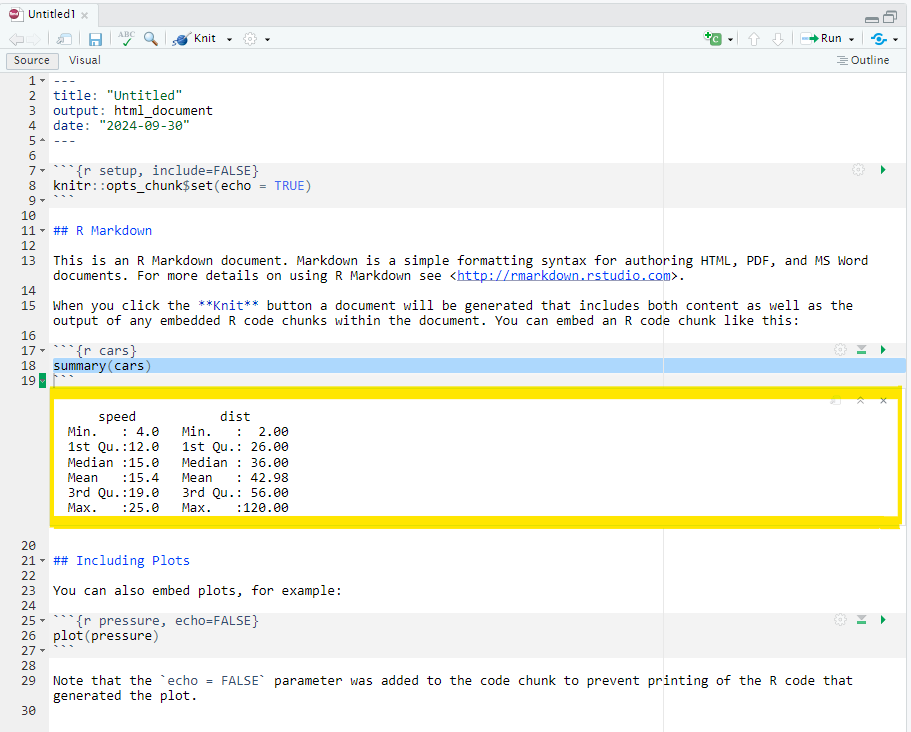 Untitled1
ABC Knit Run
Source Visual Outline
1 ---
2 title: "Untitled"
3 output: html_document
4 date: "2024-09-30"
5 ---
6
7 ```{r setup, include=FALSE}
8 knitr::opts_chunk$set(echo = TRUE)
9 ```
10
11 ## R Markdown
12
13 This is an R Markdown document. Markdown is a simple formatting syntax for authoring HTML, PDF, and MS Word
documents. For more details on using R Markdown see <http://rmarkdown.rstudio.com>.
14
15 When you click the **Knit** button a document will be generated that includes both content as well as the
output of any embedded R code chunks within the document. You can embed an R code chunk like this:
16
17 ```{r cars}
18 summary(cars)
19 ```
speed dist
Min. : 4.0 Min. : 2.00
1st Qu.:12.0 1st Qu.: 26.00
Median :15.0 Median : 36.00
Mean :15.4 Mean : 42.98
3rd Qu.:19.0 3rd Qu.: 56.00
Max. :25.0 Max. :120.00
20
21 ## Including Plots
22
23 You can also embed plots, for example:
24
25 ```{r pressure, echo=FALSE}
26 plot(pressure)
27 ```
28
29 Note that the `echo = FALSE` parameter was added to the code chunk to prevent printing of the R code that
generated the plot.
30